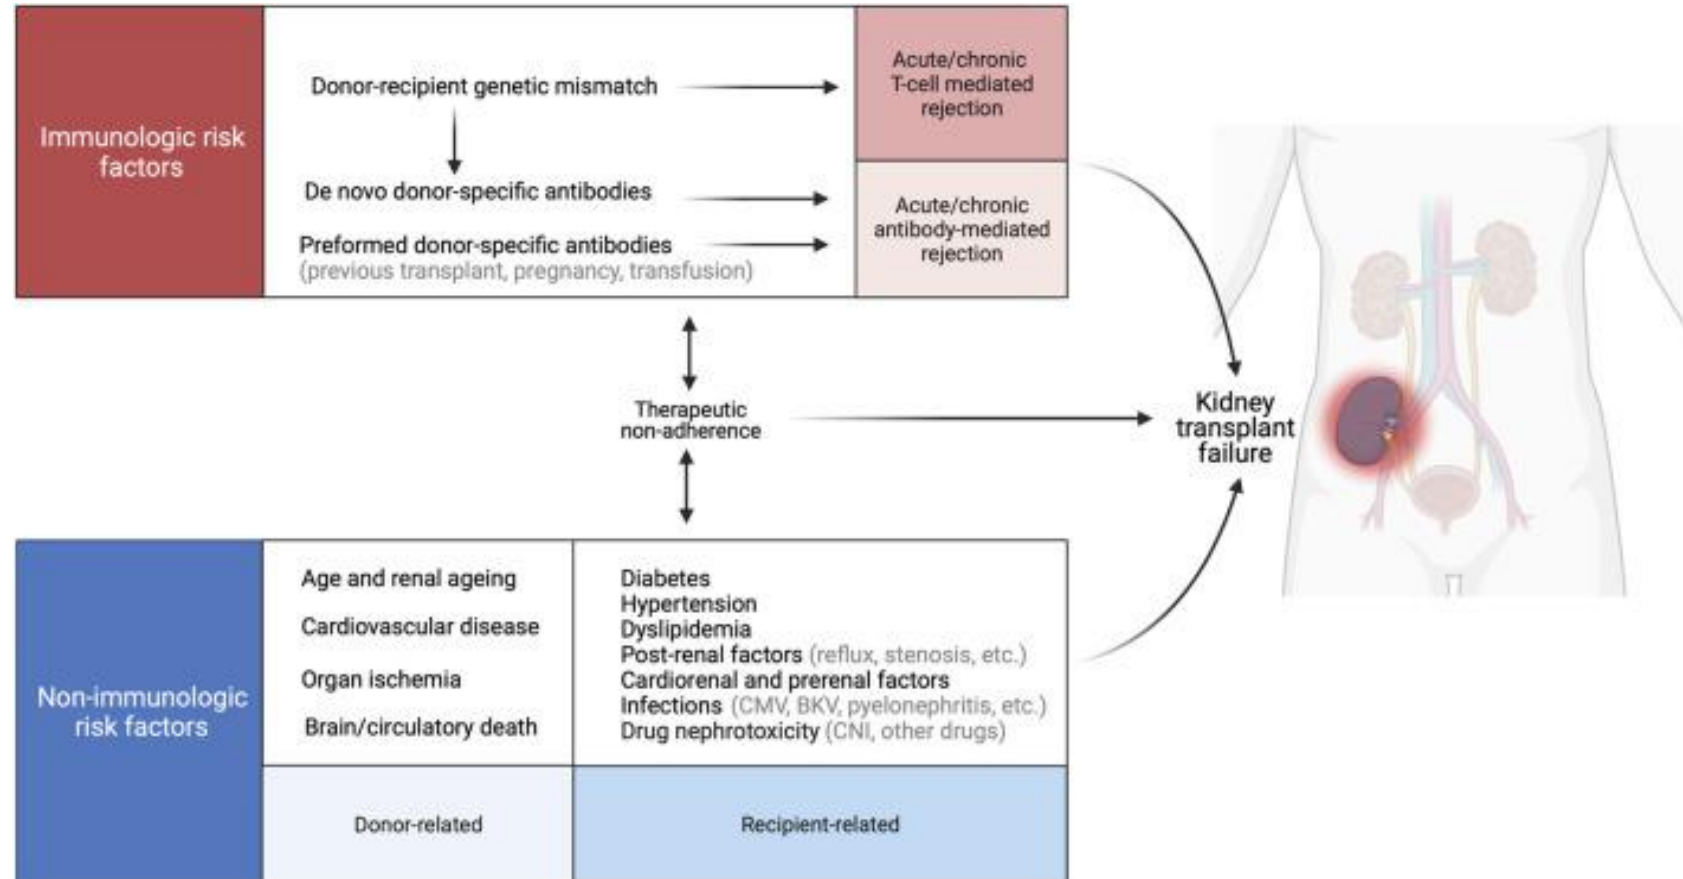 Immunologic risk
factors
Donor-recipient genetic mismatch
De novo donor-specific antibodies
Preformed donor-specific antibodies
(previous transplant, pregnancy, transfusion)
Acute/chronic
T-cell mediated
rejection
Acute/chronic
antibody-mediated
rejection
Therapeutic
non-adherence
Kidney
transplant
failure
Non-immunologic
risk factors
Age and renal ageing
Cardiovascular disease
Organ ischemia
Brain/circulatory death
Donor-related
Diabetes
Hypertension
Dyslipidemia
Post-renal factors (reflux, stenosis, etc.)
Cardiorenal and prerenal factors
Infections (CMV, BKV, pyelonephritis, etc.)
Drug nephrotoxicity (CNI, other drugs)
Recipient-related